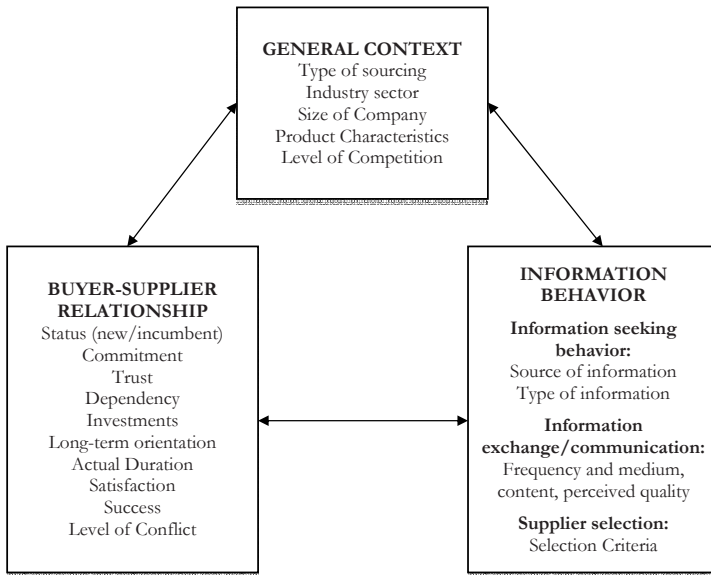 GENERAL CONTEXT
Type of sourcing
Industry sector
Size of Company
Product Characteristics
Level of Competition
BUYER-SUPPLIER
RELATIONSHIP
Status (new/incumbent)
Commitment
Trust
Dependency
Investments
Long-term orientation
Actual Duration
Satisfaction
Success
Level of Conflict
INFORMATION
BEHAVIOR
Information seeking
behavior:
Source of information
Type of information
Information
exchange/communication:
Frequency and medium,
content, perceived quality
Supplier selection:
Selection Criteria